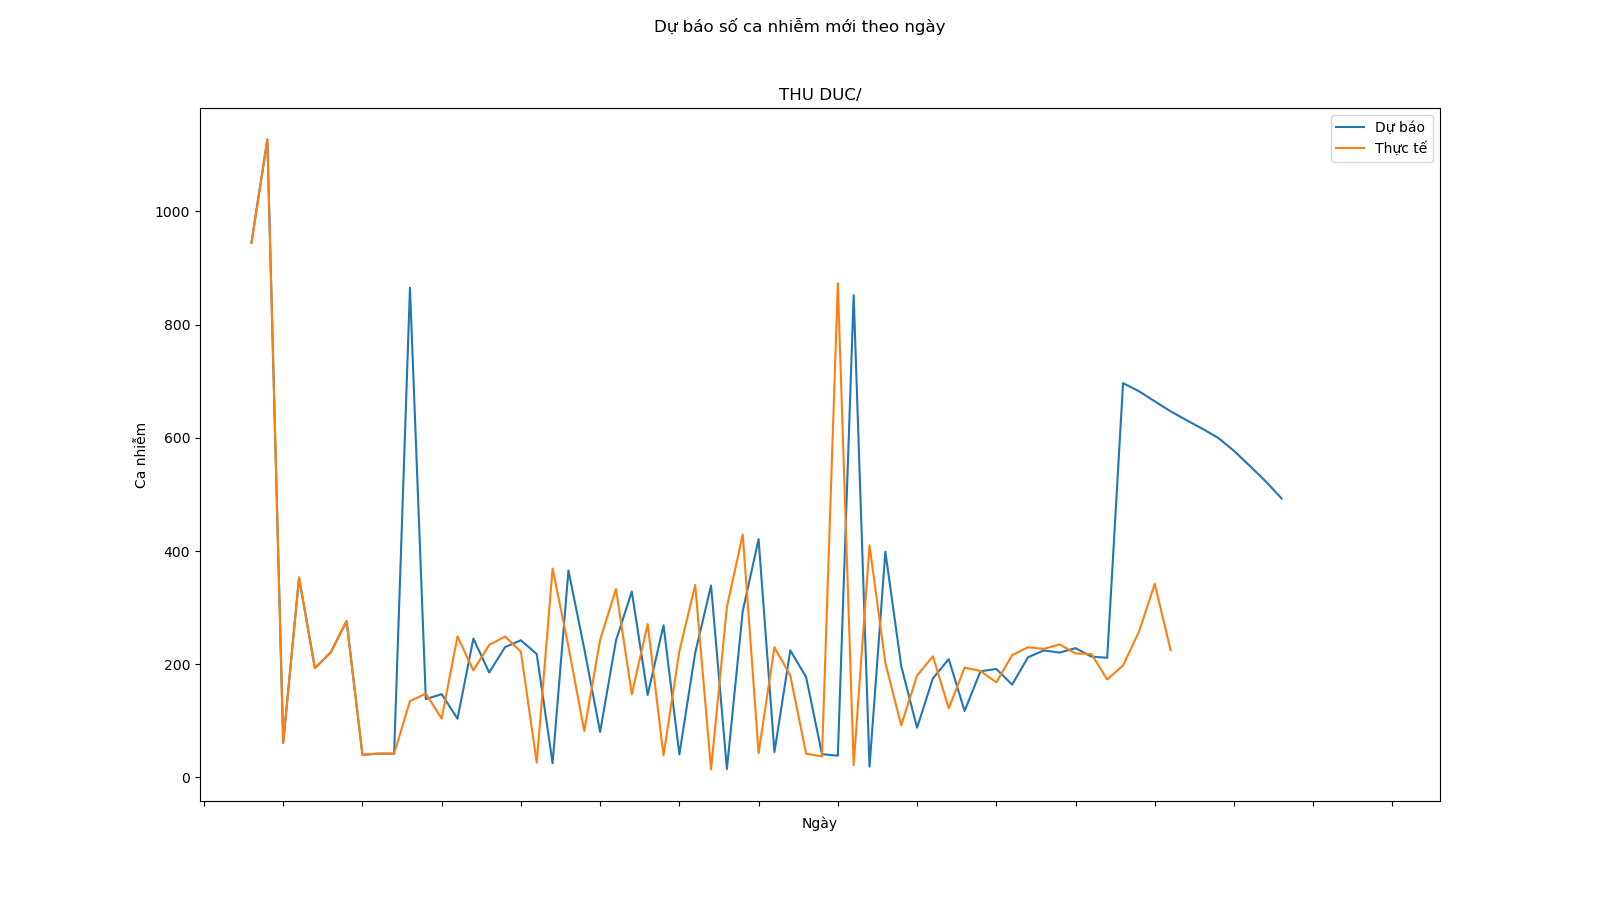 Dự báo số ca nhiễm mới theo ngày
THU DUC/
Dự báo
Thực tế
1000
800
600
400
200
0
Ca nhiễm
Ngày